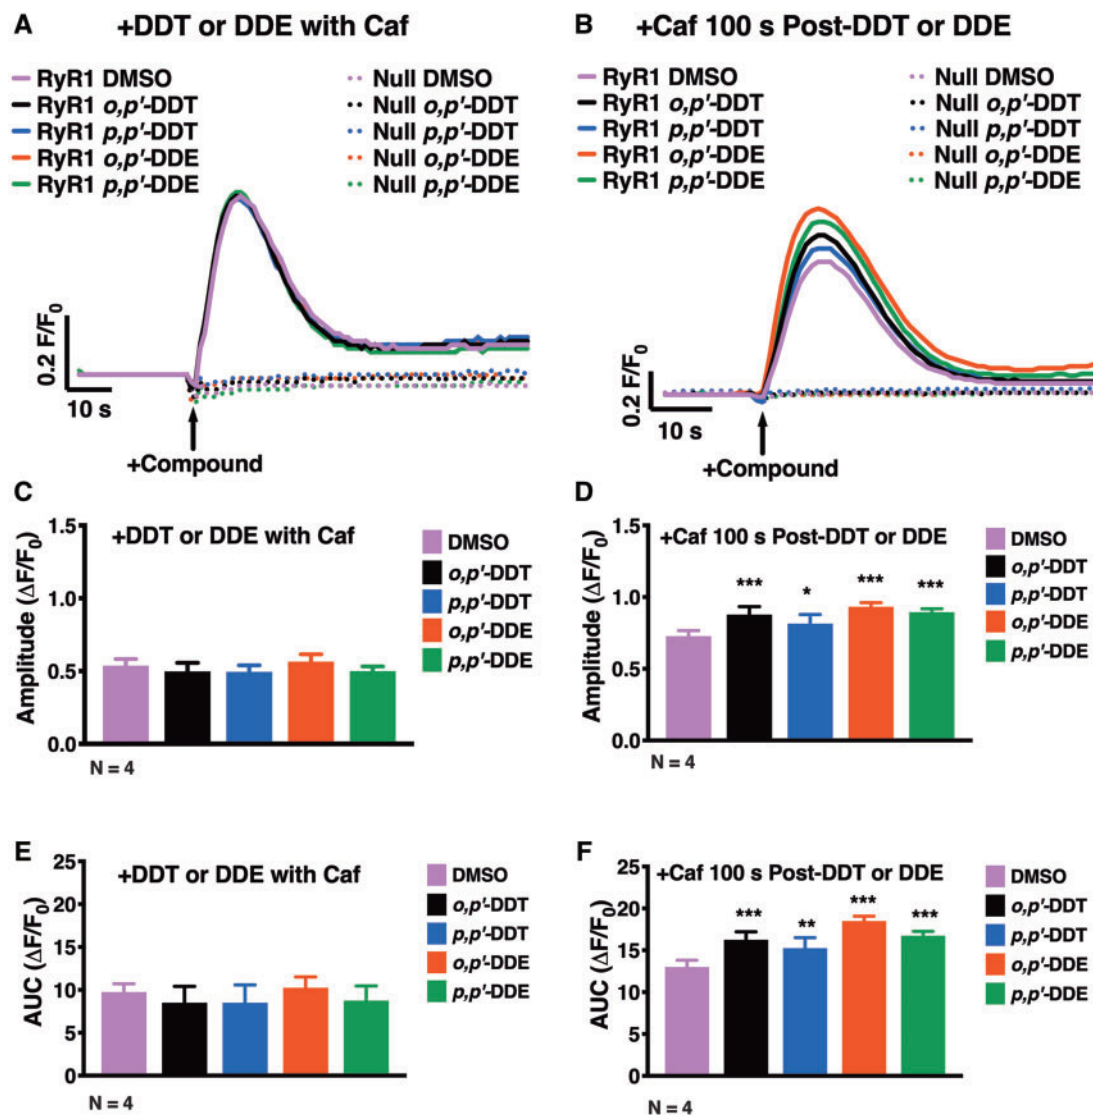 A +DDT or DDE with Caf
RyR1 DMSO
RyR1 o,p'-DDT
RyR1 p,p'-DDT
RyR1 o,p'-DDE
RyR1 p,p'-DDE
Null DMSO
Null o,p'-DDT
Null p,p'-DDT
Null o,p'-DDE
Null p,p'-DDE
0.2 F/F₀
10 s
+Compound
B +Caf 100 s Post-DDT or DDE
RyR1 DMSO
RyR1 o,p'-DDT
RyR1 p,p'-DDT
RyR1 o,p'-DDE
RyR1 p,p'-DDE
Null DMSO
Null o,p'-DDT
Null p,p'-DDT
Null o,p'-DDE
Null p,p'-DDE
0.2 F/F₀
10 s
+Compound
C
+DDT or DDE with Caf
Amplitude (ΔF/F₀)
1.5
1.0
0.5
0.0
DMSO
o,p'-DDT
p,p'-DDT
o,p'-DDE
p,p'-DDE
N = 4
D
+Caf 100 s Post-DDT or DDE
Amplitude (ΔF/F₀)
1.5
1.0
0.5
0.0
*** * *** ***
DMSO
o,p'-DDT
p,p'-DDT
o,p'-DDE
p,p'-DDE
N = 4
E
+DDT or DDE with Caf
AUC (ΔF/F₀)
25
20
15
10
5
0
DMSO
o,p'-DDT
p,p'-DDT
o,p'-DDE
p,p'-DDE
N = 4
F
+Caf 100 s Post-DDT or DDE
AUC (ΔF/F₀)
25
20
15
10
5
0
*** ** *** ***
DMSO
o,p'-DDT
p,p'-DDT
o,p'-DDE
p,p'-DDE
N = 4